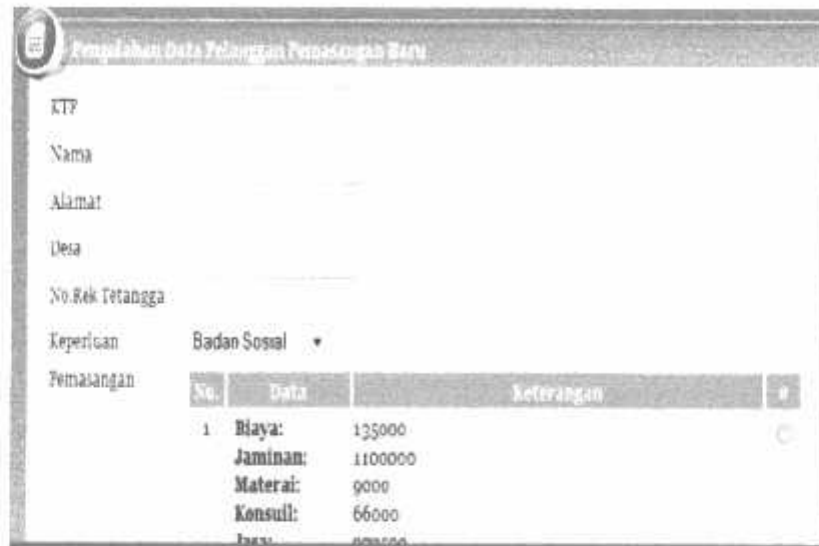 Data Pelanggan Pemasangan Baru
KTP
Nama
Alamat
Desa
No.Rek Tetangga
Keperluan Badan Sosial
Pemasangan
No. Data Keterangan #
1 Biaya: 135000
Jaminan: 1100000
Materai: 9000
Konsuil: 66000
Jasa: